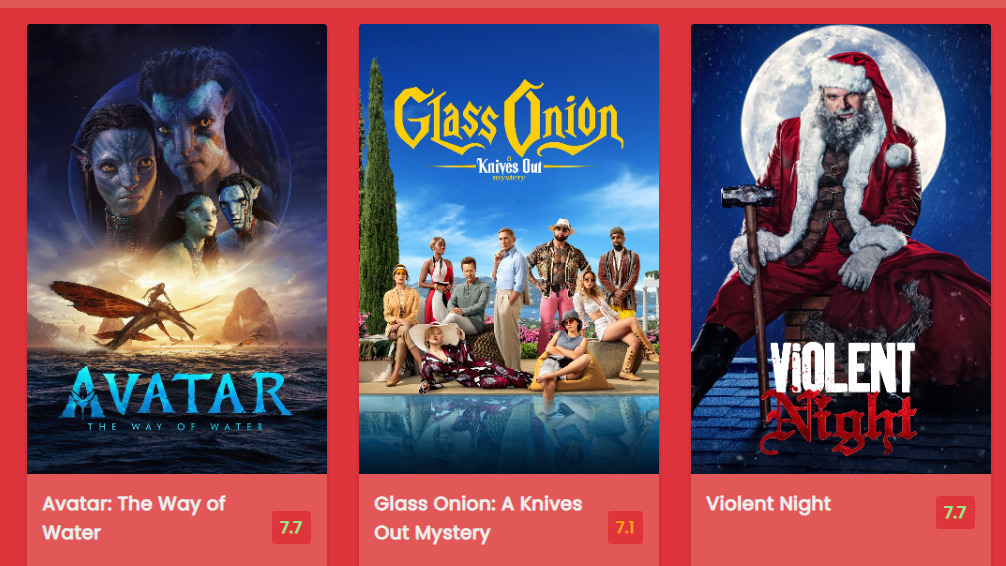 AVATAR
THE WAY OF WATER
Glass Onion
a
Knives Out
mystery
ViOLENT
Night
Avatar: The Way of
Water
7.7
Glass Onion: A Knives
Out Mystery
7.1
Violent Night
7.7